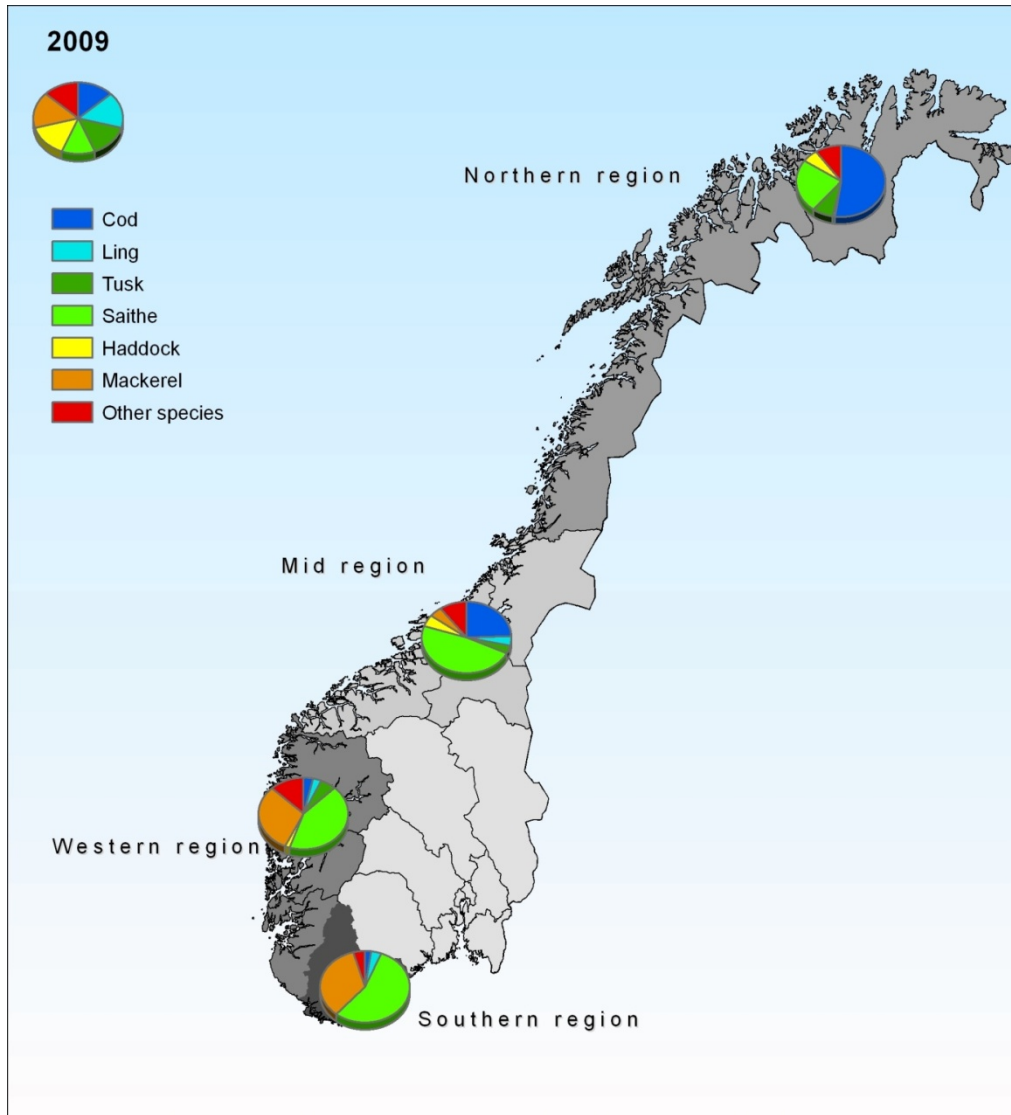 2009
Cod
Ling
Tusk
Saithe
Haddock
Mackerel
Other species
Northern region
Mid region
Western region
Southern region